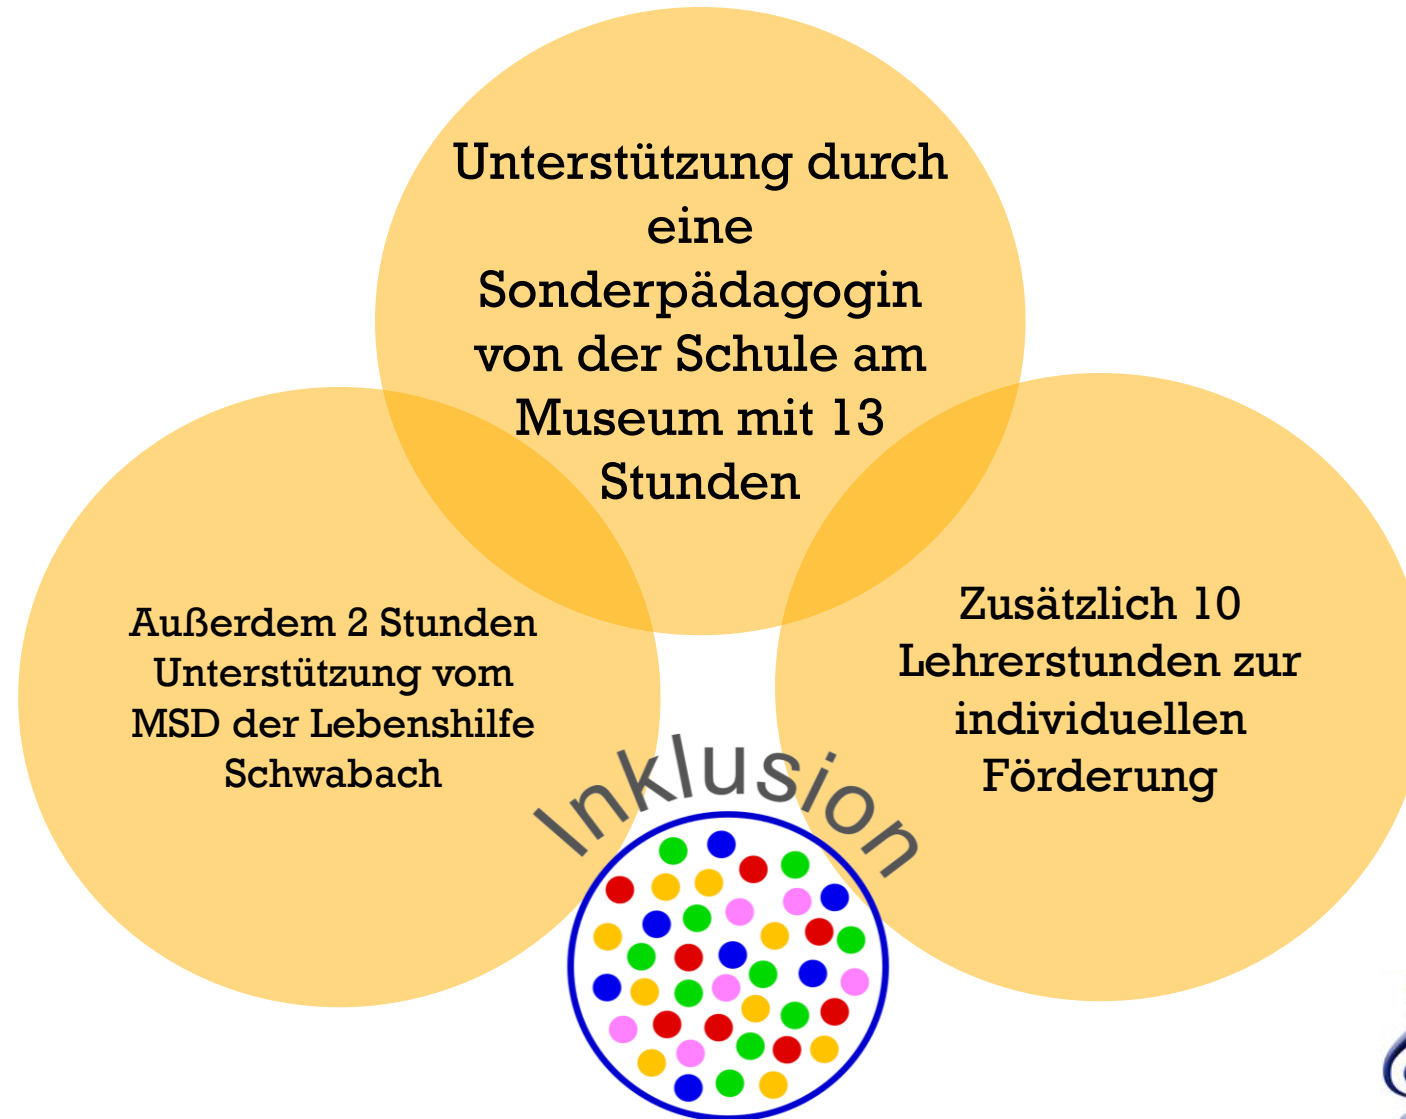 Unterstützung durch
eine
Sonderpädagogin
von der Schule am
Museum mit 13
Stunden
Außerdem 2 Stunden
Unterstützung vom
MSD der Lebenshilfe
Schwabach
Zusätzlich 10
Lehrerstunden zur
individuellen
Förderung
Inklusion